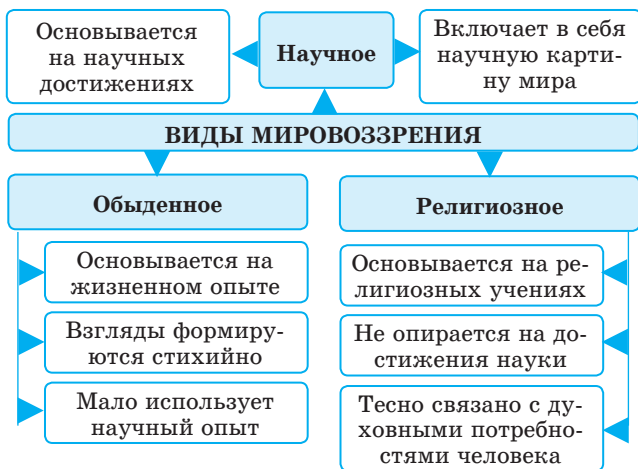 Основывается
на научных
достижениях
Научное
Включает в себя
научную карти-
ну мира
ВИДЫ МИРОВОЗЗРЕНИЯ
Обыденное
Основывается на
жизненном опыте
Взгляды формиру-
ются стихийно
Мало использует
научный опыт
Религиозное
Основывается на ре-
лигиозных учениях
Не опирается на до-
стижения науки
Тесно связано с ду-
ховными потребно-
стями человека